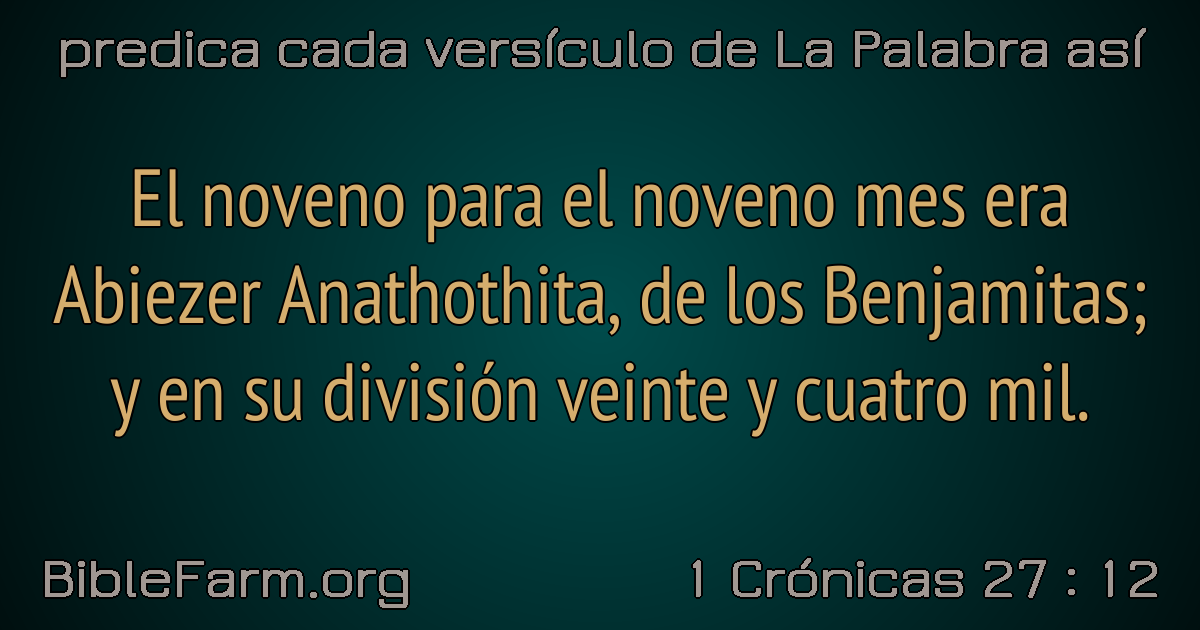 predica cada versículo de La Palabra así
El noveno para el noveno mes era
Abiezer Anathothita, de los Benjamitas;
y en su división veinte y cuatro mil.
BibleFarm.org
1 Crónicas 27 : 12